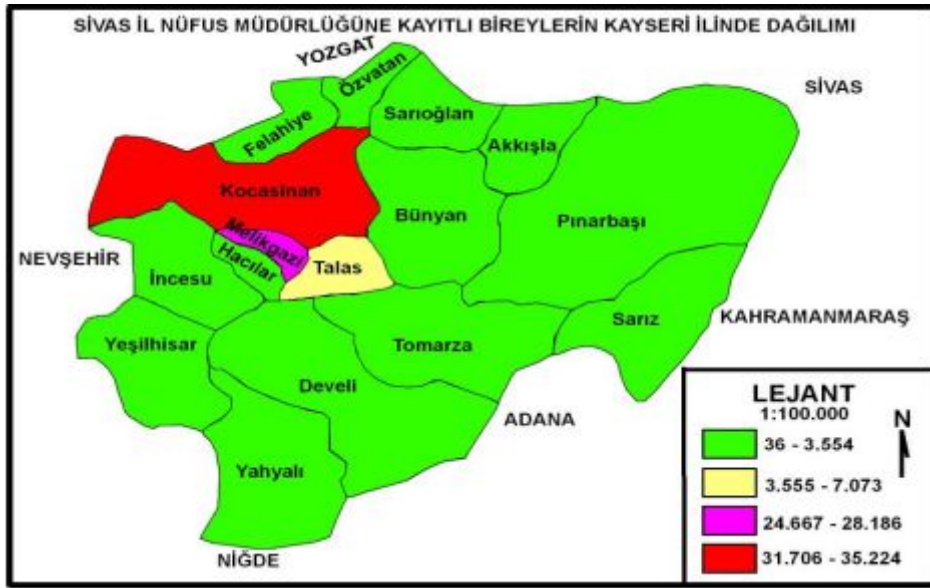 SİVAS İL NÜFUS MÜDÜRLÜĞÜNE KAYITLI BİREYLERİN KAYSERİ İLİNDE DAĞILIMI
YOZGAT
Özvatan
SİVAS
Sarıoğlan
Felahiye
Akkışla
Kocasinan
Bünyan
Pınarbaşı
Melikgazi
NEVŞEHİR
Hacılar
Talas
İncesu
Sarız
KAHRAMANMARAŞ
Yeşilhisar
Tomarza
Develi
ADANA
Yahyalı
NİĞDE
LEJANT
1:100.000
N
36 - 3.554
3.555 - 7.073
24.667 - 28.186
31.706 - 35.224